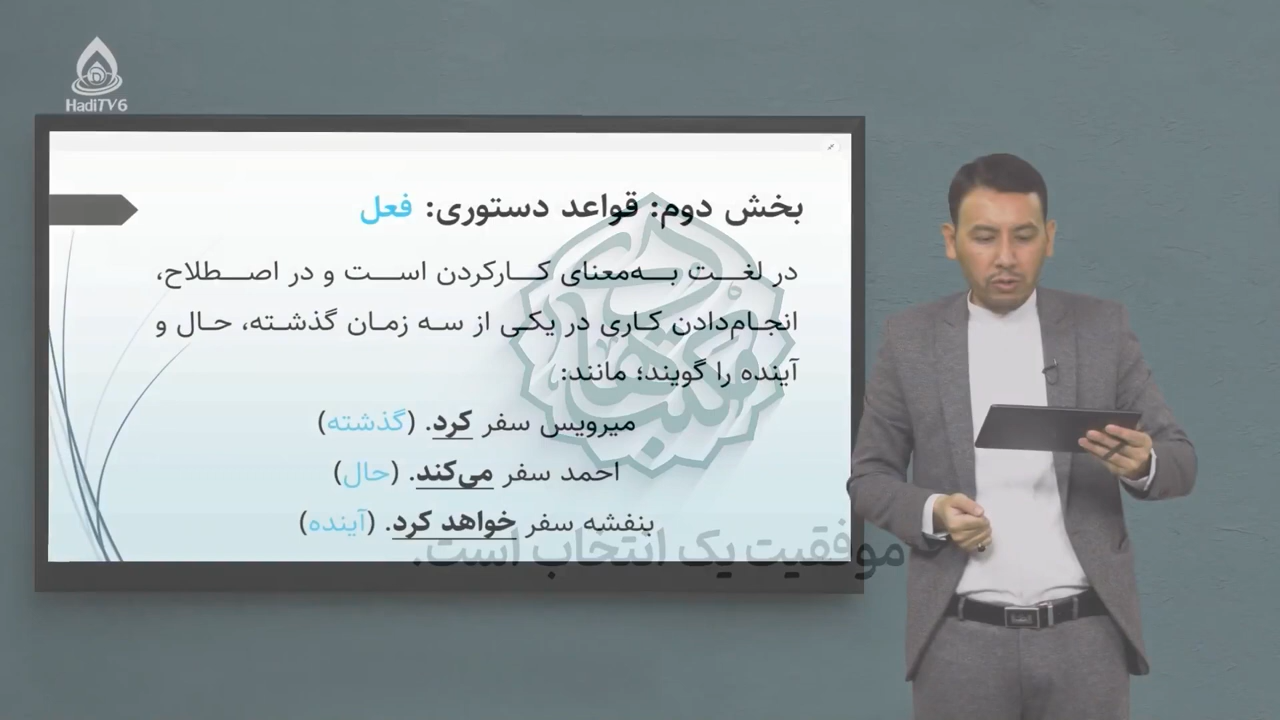 HadiTV6
بخش دوم: قواعد دستوری: فعل
در لغت به‌معنای کارکردن است و در اصطلاح،
انجام‌دادن کاری در یکی از سه زمان گذشته، حال و
آینده را گویند؛ مانند:
میرویس سفر کرد. (گذشته)
احمد سفر می‌کند. (حال)
بنفشه سفر خواهد کرد. (آینده)
موفقیت یک انتخاب است.